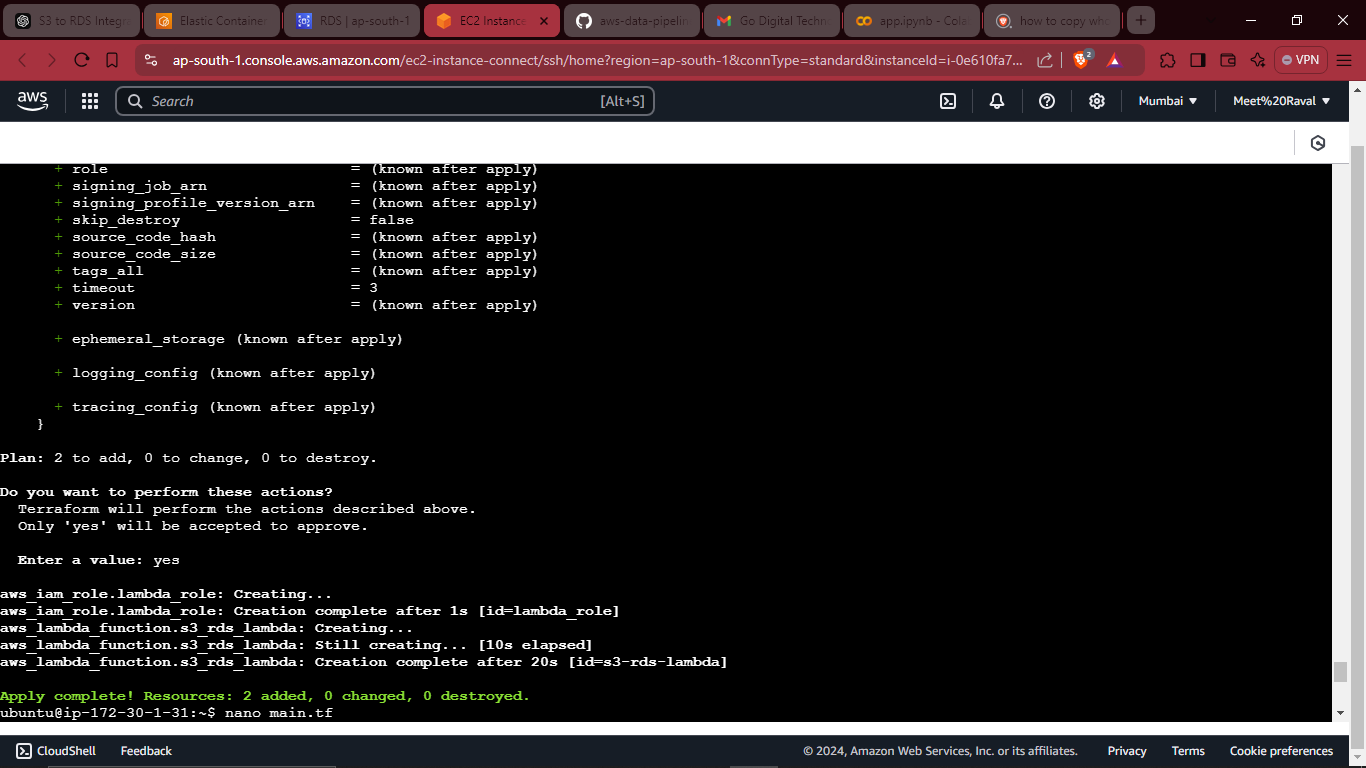 S3 to RDS Integr
Elastic Container
RDS | ap-south-1
EC2 Instance
aws-data-pipelin
Go Digital Techn
app.ipynb - Cola
how to copy who
ap-south-1.console.aws.amazon.com/ec2-instance-connect/ssh/home?region=ap-south-1&connType=standard&instanceId=i-0e610fa7...
2
VPN
aws
Search
[Alt+S]
Mumbai
Meet%20Raval
+ role = (known after apply)
+ signing_job_arn = (known after apply)
+ signing_profile_version_arn = (known after apply)
+ skip_destroy = false
+ source_code_hash = (known after apply)
+ source_code_size = (known after apply)
+ tags_all = (known after apply)
+ timeout = 3
+ version = (known after apply)
+ ephemeral_storage (known after apply)
+ logging_config (known after apply)
+ tracing_config (known after apply)
}
Plan: 2 to add, 0 to change, 0 to destroy.
Do you want to perform these actions?
Terraform will perform the actions described above.
Only 'yes' will be accepted to approve.
Enter a value: yes
aws_iam_role.lambda_role: Creating...
aws_iam_role.lambda_role: Creation complete after 1s [id=lambda_role]
aws_lambda_function.s3_rds_lambda: Creating...
aws_lambda_function.s3_rds_lambda: Still creating... [10s elapsed]
aws_lambda_function.s3_rds_lambda: Creation complete after 20s [id=s3-rds-lambda]
Apply complete! Resources: 2 added, 0 changed, 0 destroyed.
ubuntu@ip-172-30-1-31:~$ nano main.tf
CloudShell
Feedback
© 2024, Amazon Web Services, Inc. or its affiliates.
Privacy
Terms
Cookie preferences